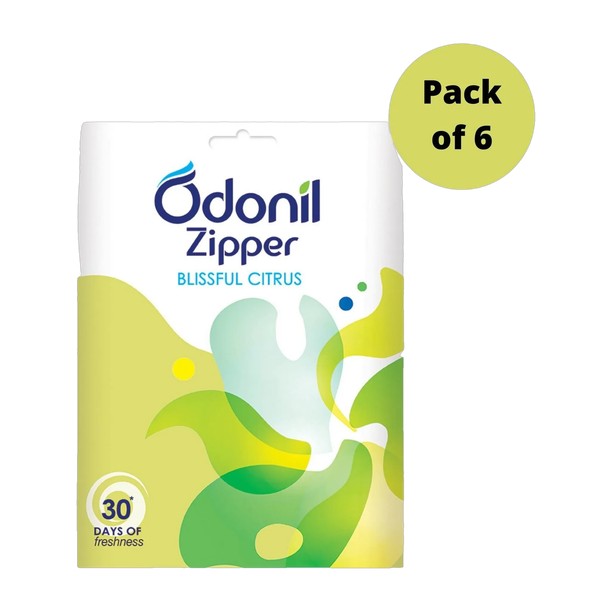 Pack
of 6
Odonil
Zipper
BLISSFUL CITRUS
30*
DAYS OF
freshness